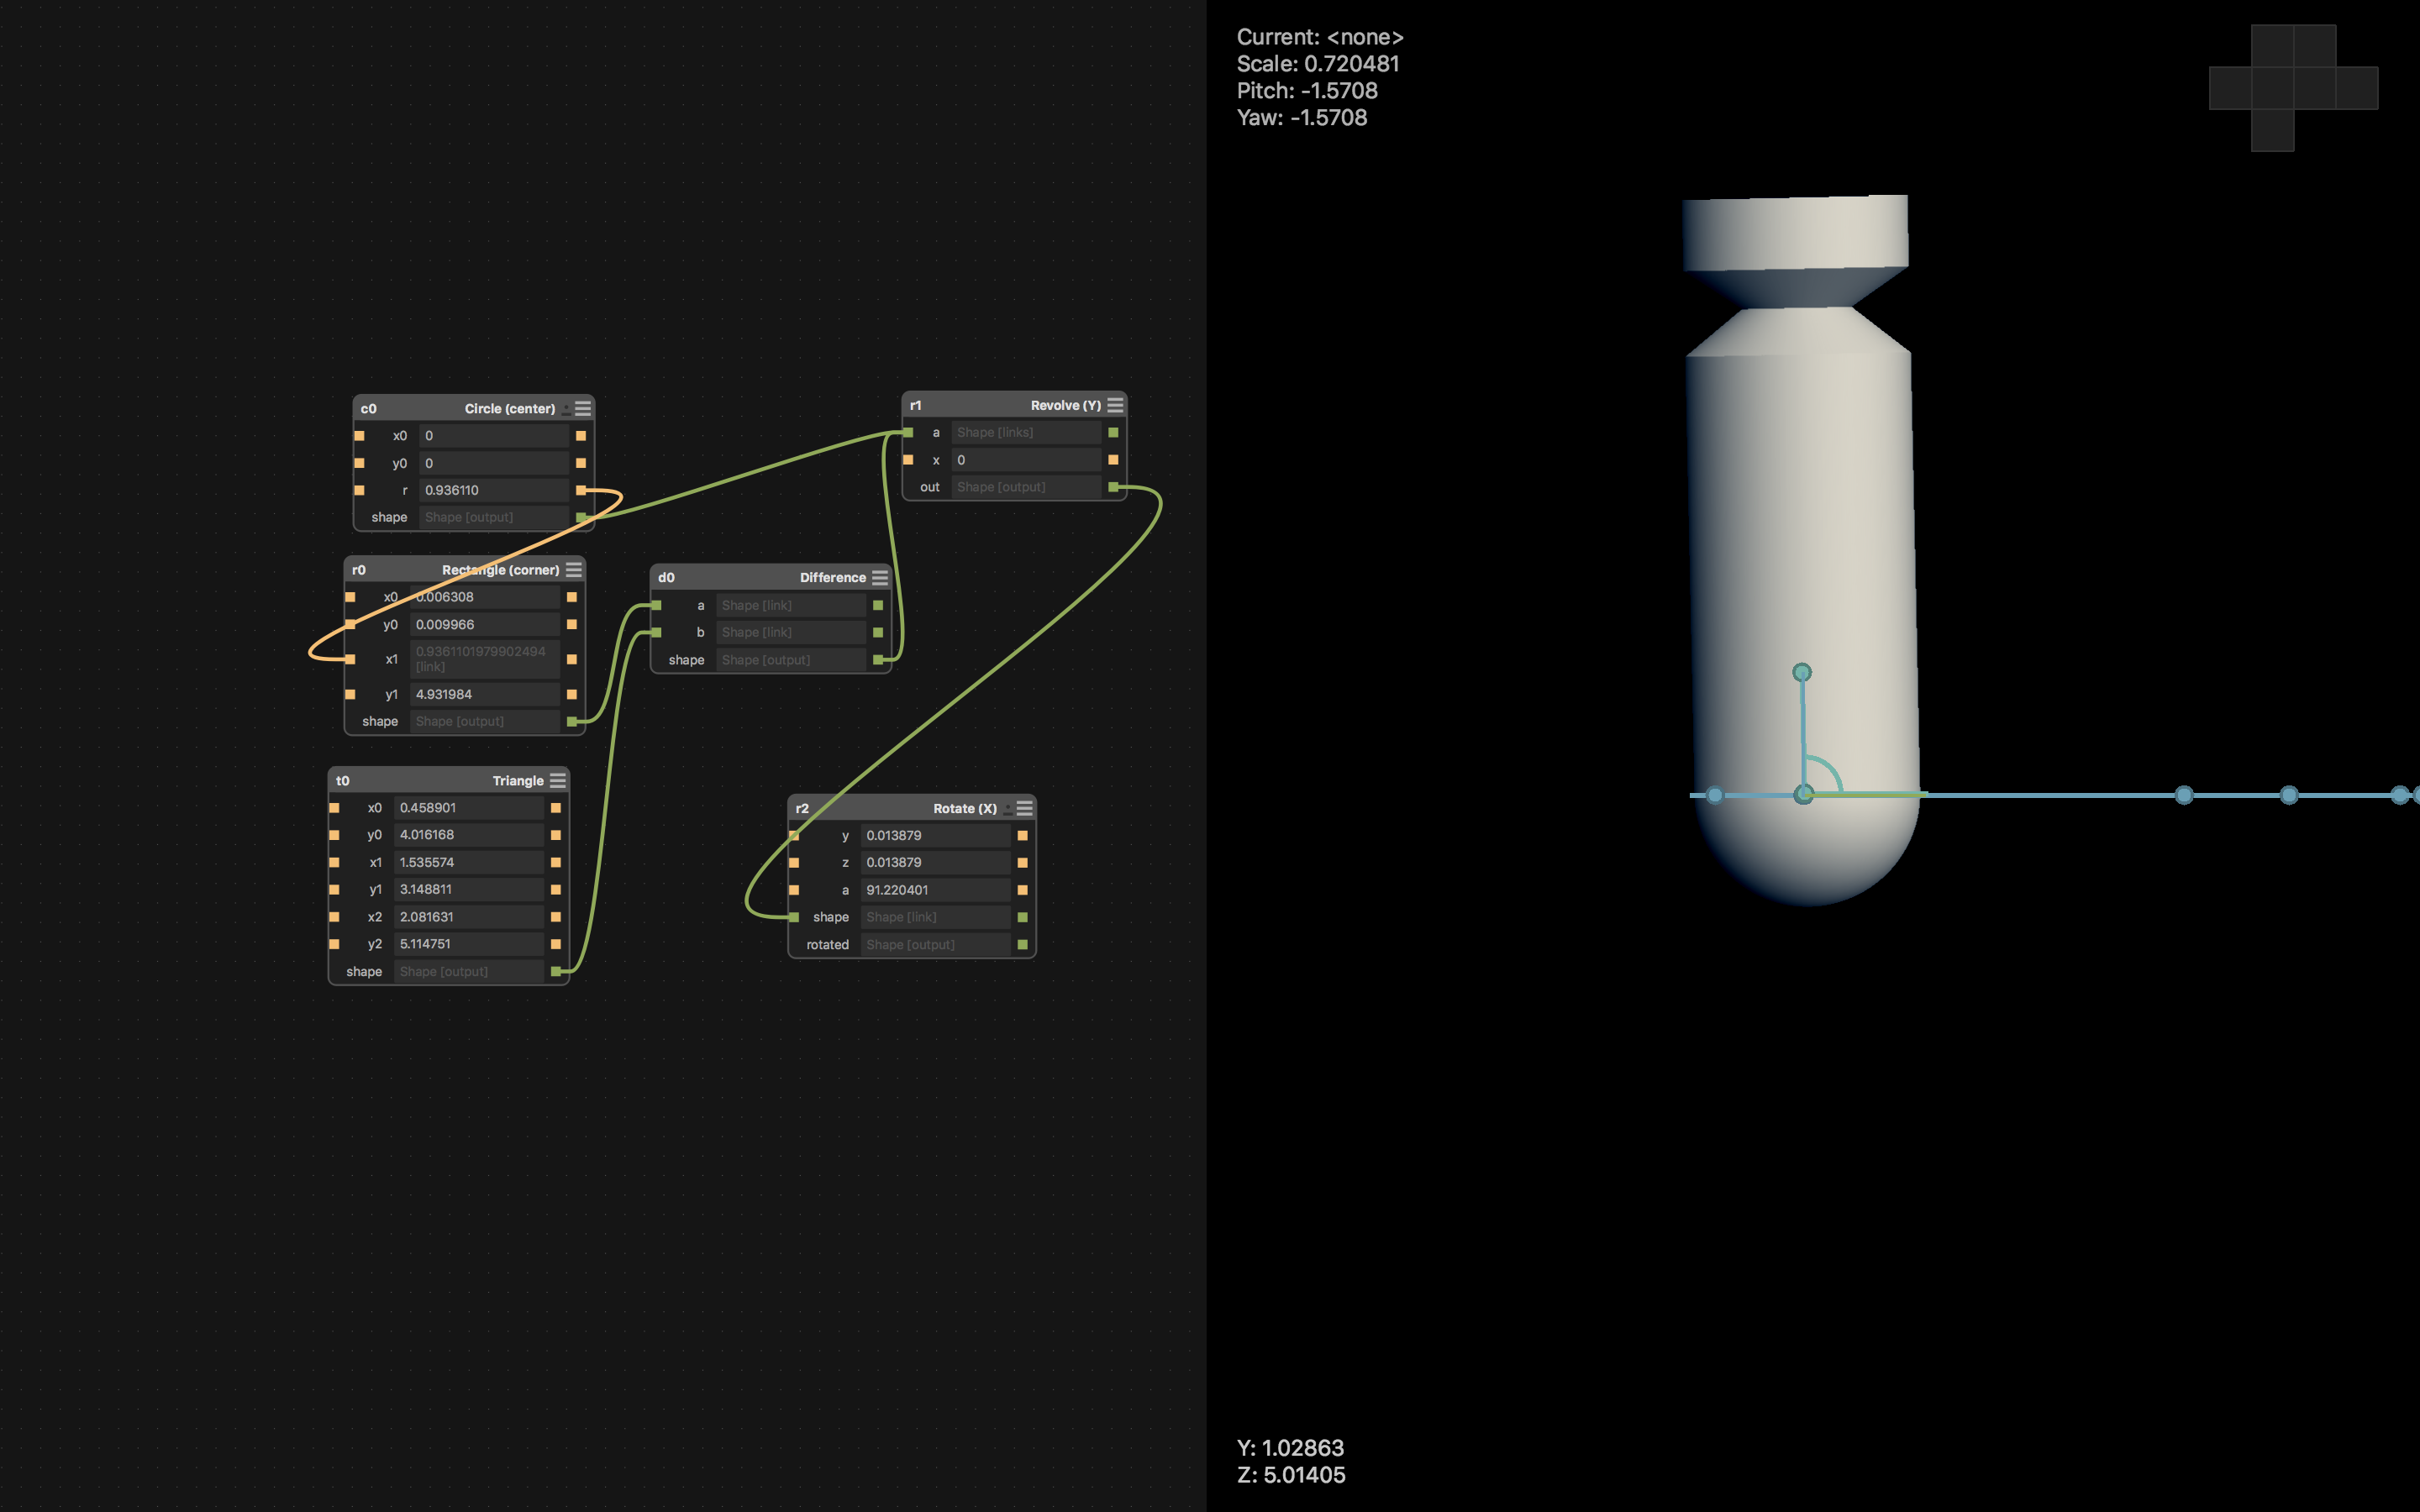 c0 Circle (center)
x0 0
y0 0
r 0.936110
shape Shape [output]
r0 Rectangle (corner)
x0 0.006308
y0 0.009966
x1 0.9361101979902494
[link]
y1 4.931984
shape Shape [output]
t0 Triangle
x0 0.458901
y0 4.016168
x1 1.535574
y1 3.148811
x2 2.081631
y2 5.114751
shape Shape [output]
d0 Difference
a Shape [link]
b Shape [link]
shape Shape [output]
r1 Revolve (Y)
a Shape [links]
x 0
out Shape [output]
r2 Rotate (X)
y 0.013879
z 0.013879
a 91.220401
shape Shape [link]
rotated Shape [output]
Current: <none>
Scale: 0.720481
Pitch: -1.5708
Yaw: -1.5708
Y: 1.02863
Z: 5.01405